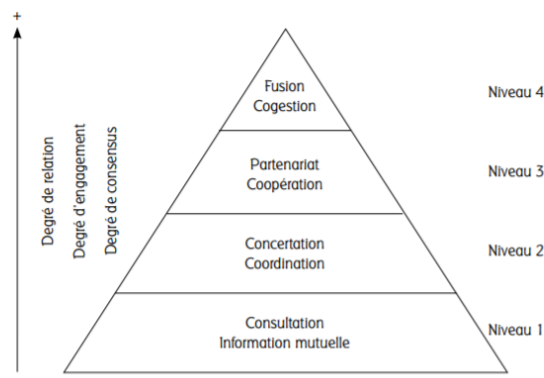 +
Fusion
Cogestion
Niveau 4
Degré de relation
Degré d'engagement
Degré de consensus
Partenariat
Coopération
Niveau 3
Concertation
Coordination
Niveau 2
Consultation
Information mutuelle
Niveau 1